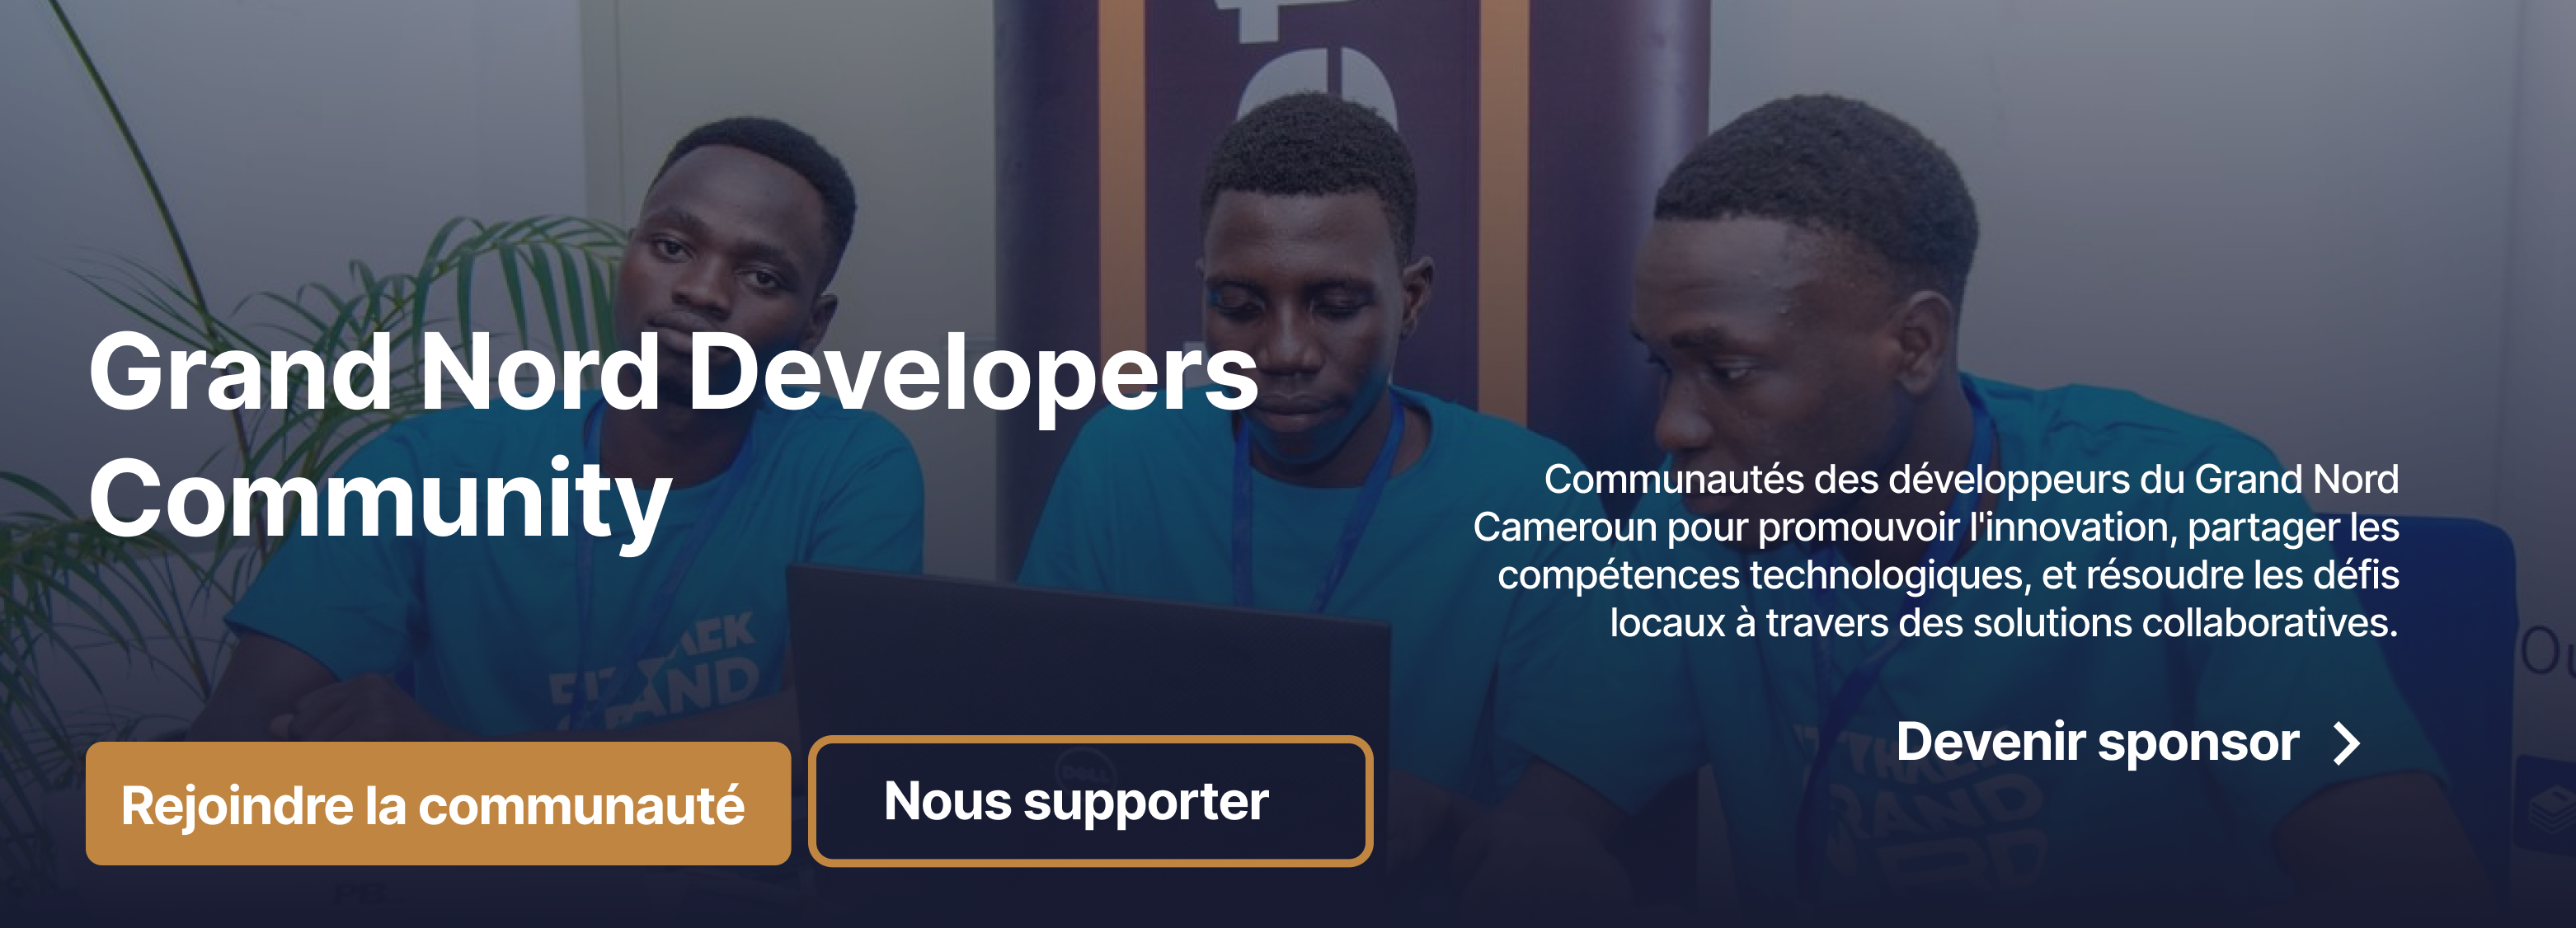 Grand Nord Developers
Community
Communautés des développeurs du Grand Nord
Cameroun pour promouvoir l'innovation, partager les
compétences technologiques, et résoudre les défis
locaux à travers des solutions collaboratives.
Devenir sponsor
Rejoindre la communauté
Nous supporter
DELL